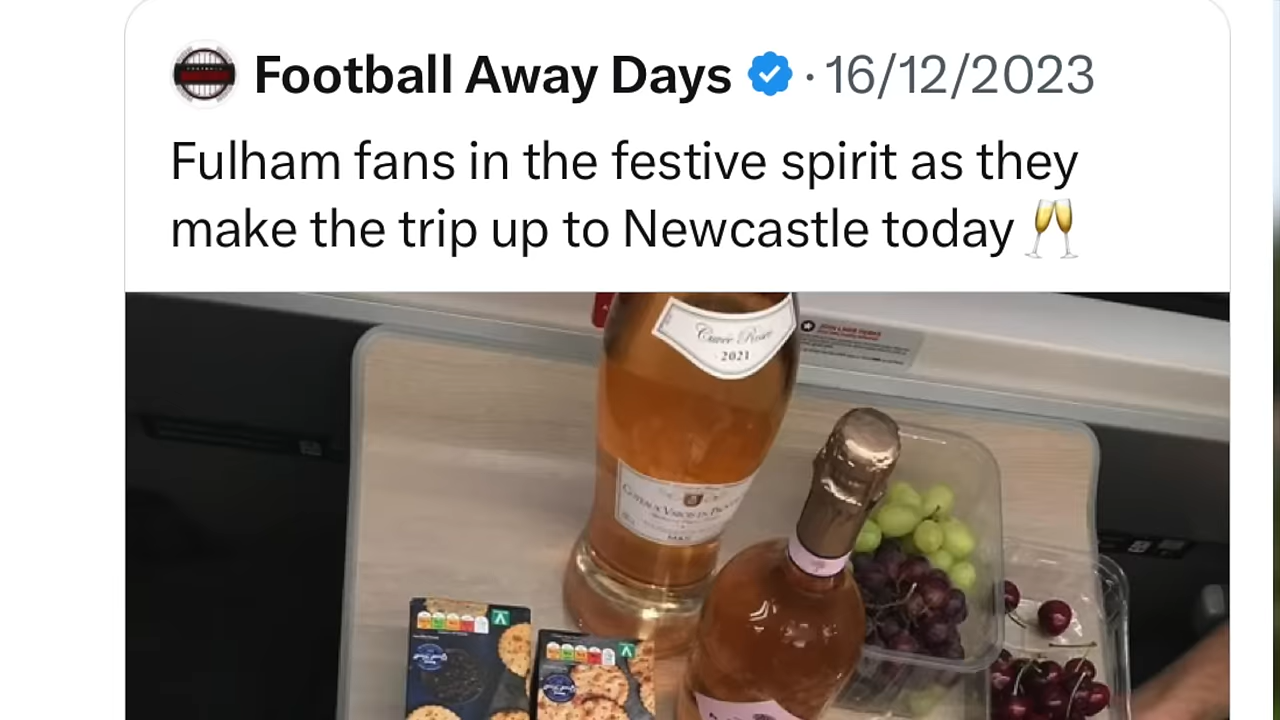 Football Away Days · 16/12/2023
Fulham fans in the festive spirit as they
make the trip up to Newcastle today 🥂
Cuvée Rosé
2021